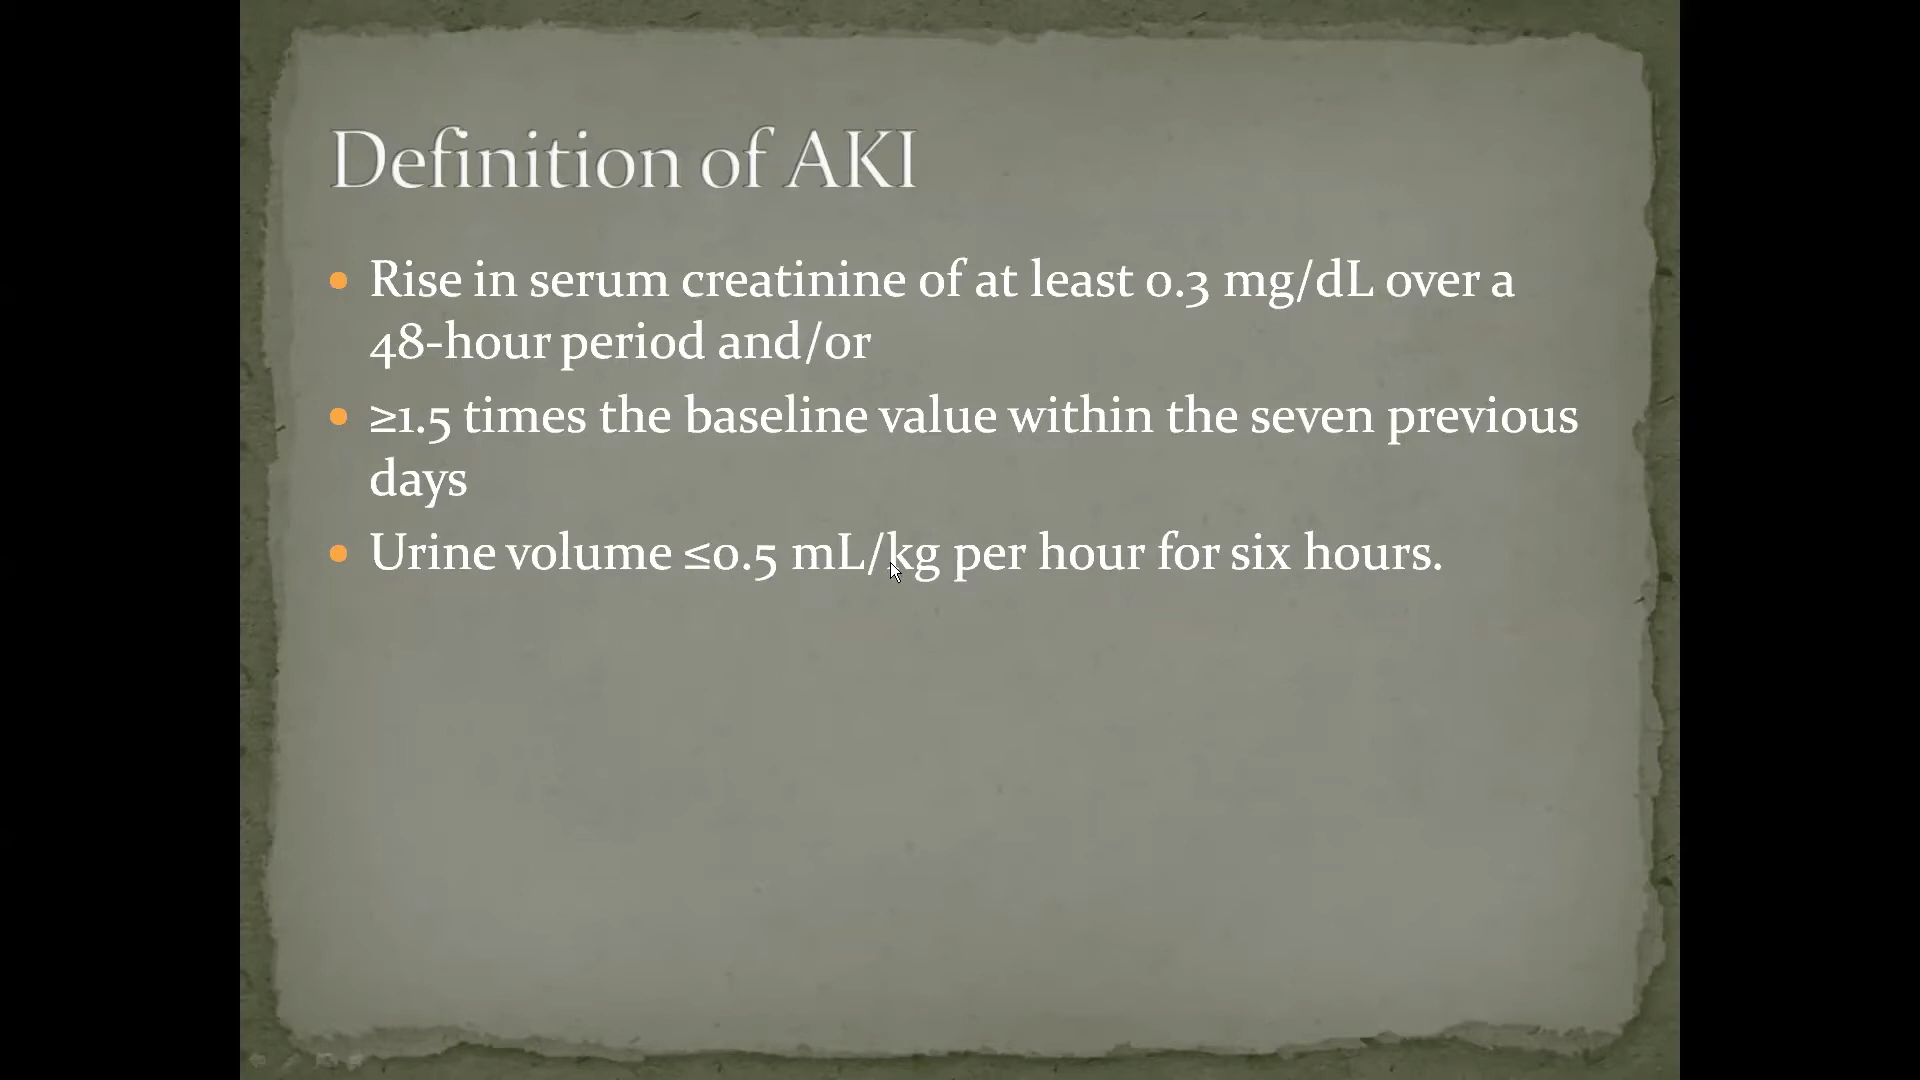 Definition of AKI
• Rise in serum creatinine of at least 0.3 mg/dL over a
48-hour period and/or
• ≥1.5 times the baseline value within the seven previous
days
• Urine volume ≤0.5 mL/kg per hour for six hours.